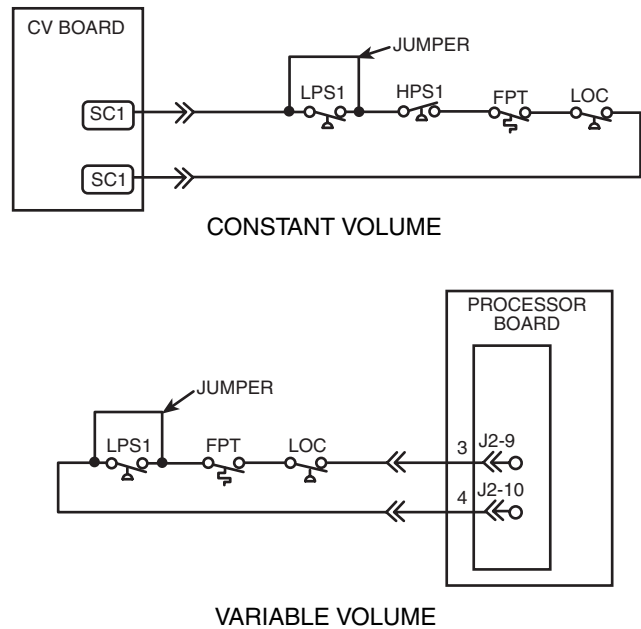 CV BOARD
JUMPER
LPS1 HPS1 FPT LOC
SC1
SC1
CONSTANT VOLUME
PROCESSOR
BOARD
JUMPER
LPS1 FPT LOC
3 J2-9
4 J2-10
VARIABLE VOLUME